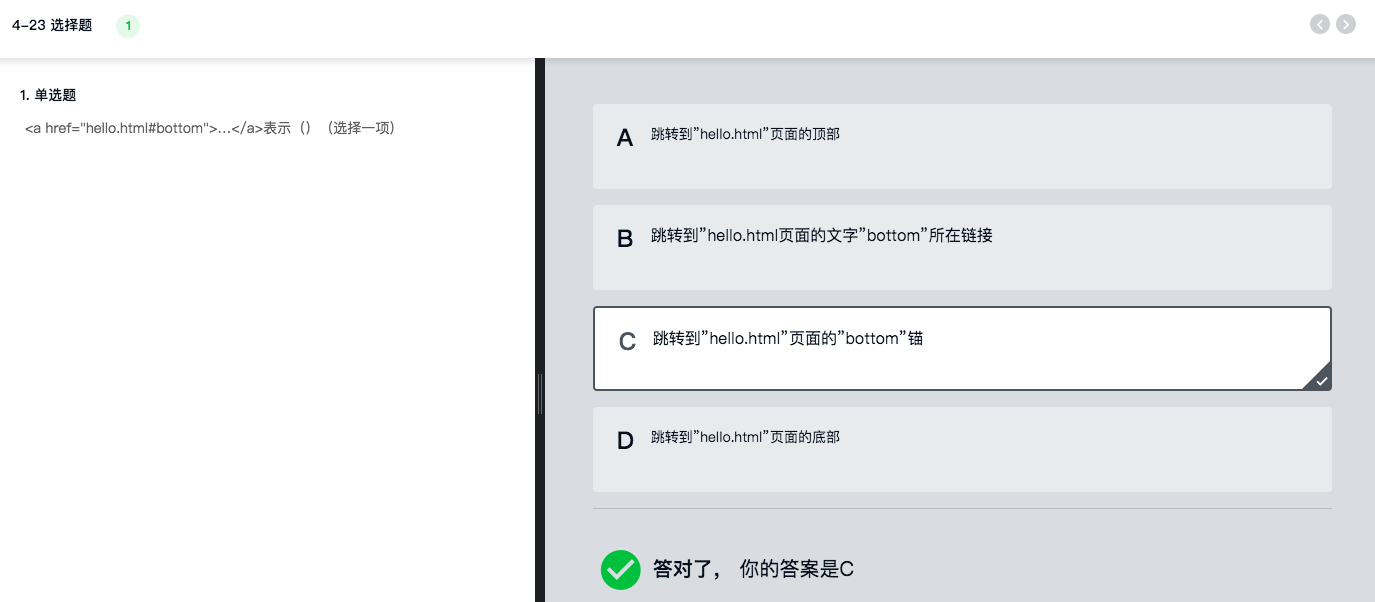 4-23 选择题 1
1. 单选题
<a href="hello.html#bottom">...</a>表示（）（选择一项）
A 跳转到”hello.html”页面的顶部
B 跳转到”hello.html页面的文字”bottom”所在链接
C 跳转到”hello.html”页面的”bottom”锚
D 跳转到”hello.html”页面的底部
答对了， 你的答案是C